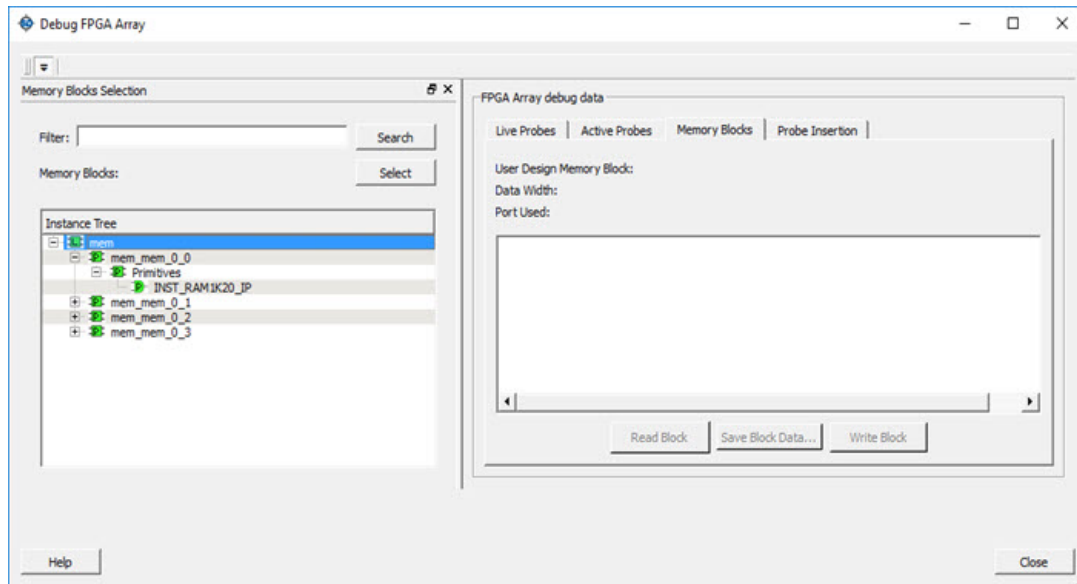 Debug FPGA Array
Memory Blocks Selection
Filter:
Search
Memory Blocks:
Select
Instance Tree
mem
mem_mem_0_0
Primitives
INST_RAM1K20_IP
mem_mem_0_1
mem_mem_0_2
mem_mem_0_3
FPGA Array debug data
Live Probes Active Probes Memory Blocks Probe Insertion
User Design Memory Block:
Data Width:
Port Used:
Read Block Save Block Data... Write Block
Help
Close